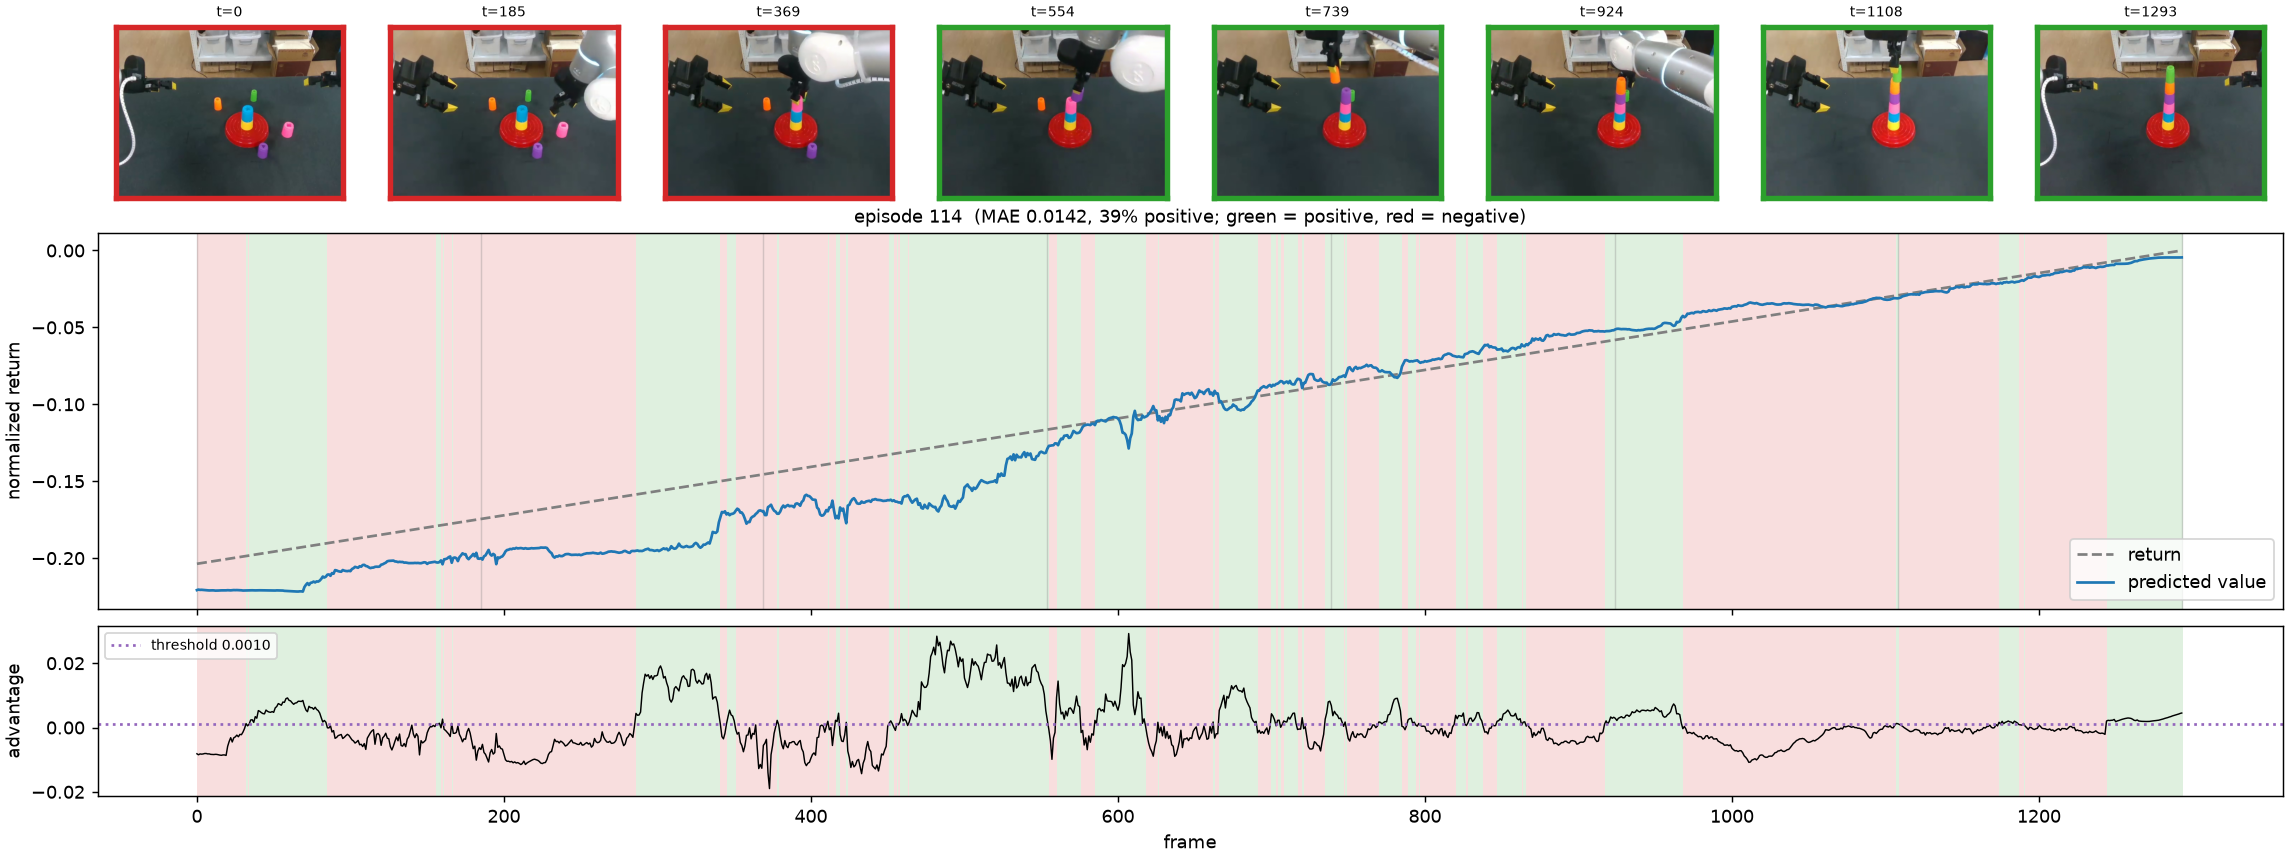 t=0 t=185 t=369 t=554 t=739 t=924 t=1108 t=1293
episode 114 (MAE 0.0142, 39% positive; green = positive, red = negative)
normalized return
0.00
−0.05
−0.10
−0.15
−0.20
return
predicted value
advantage
threshold 0.0010
0.02
0.00
−0.02
0 200 400 600 800 1000 1200
frame